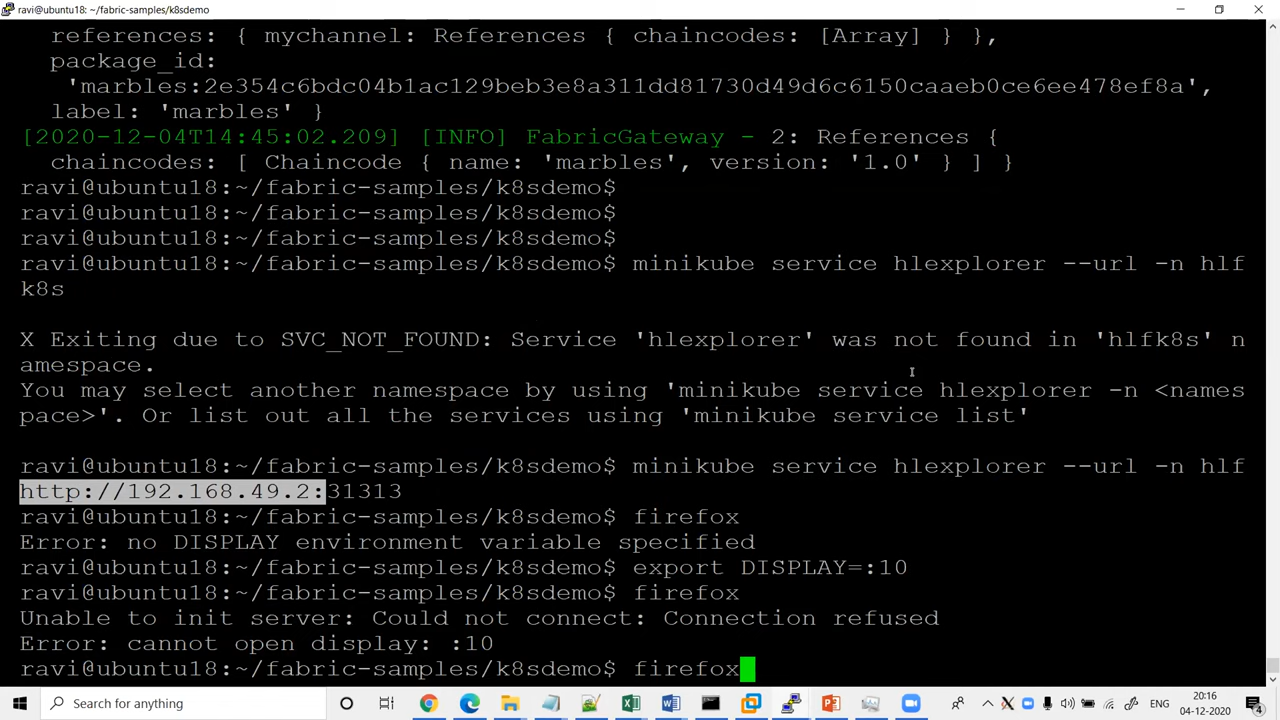 ravi@ubuntu18: ~/fabric-samples/k8sdemo
references: { mychannel: References { chaincodes: [Array] } },
package_id:
'marbles:2e354c6bdc04b1ac129beb3e8a311dd81730d49d6c6150caaeb0ce6ee478ef8a',
label: 'marbles' }
[2020-12-04T14:45:02.209] [INFO] FabricGateway - 2: References {
chaincodes: [ Chaincode { name: 'marbles', version: '1.0' } ] }
ravi@ubuntu18:~/fabric-samples/k8sdemo$
ravi@ubuntu18:~/fabric-samples/k8sdemo$
ravi@ubuntu18:~/fabric-samples/k8sdemo$
ravi@ubuntu18:~/fabric-samples/k8sdemo$ minikube service hlexplorer --url -n hlf
k8s
X Exiting due to SVC_NOT_FOUND: Service 'hlexplorer' was not found in 'hlfk8s' n
amespace.
You may select another namespace by using 'minikube service hlexplorer -n <names
pace>'. Or list out all the services using 'minikube service list'
ravi@ubuntu18:~/fabric-samples/k8sdemo$ minikube service hlexplorer --url -n hlf
http://192.168.49.2:31313
ravi@ubuntu18:~/fabric-samples/k8sdemo$ firefox
Error: no DISPLAY environment variable specified
ravi@ubuntu18:~/fabric-samples/k8sdemo$ export DISPLAY=:10
ravi@ubuntu18:~/fabric-samples/k8sdemo$ firefox
Unable to init server: Could not connect: Connection refused
Error: cannot open display: :10
ravi@ubuntu18:~/fabric-samples/k8sdemo$ firefox
Type here to search
ENG
20:16
04-12-2020
4